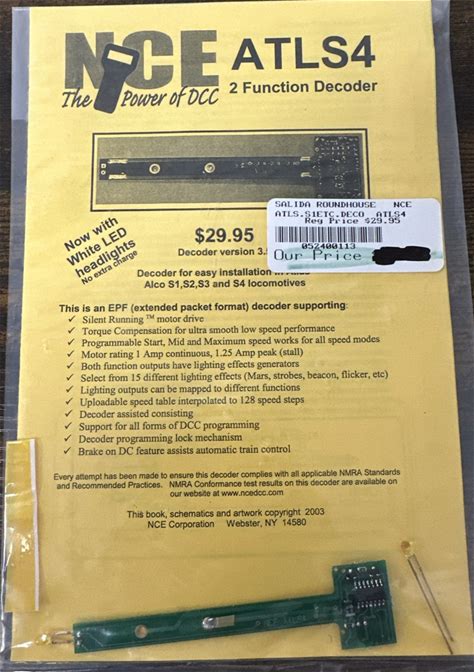 NCE
ATLS4
The Power of DCC
2 Function Decoder
SALIDA ROUNDHOUSE NCE
ATLS.S1ETC.DECO ATLS4
Reg Price $29.95
052400113
Our Price
Now with
White LED
headlights
No extra charge
$29.95
Decoder version 3.
Decoder for easy installation in
Alco S1,S2,S3 and S4 locomotives
This is an EPF (extended packet format) decoder supporting:
✓ Silent Running ™ motor drive
✓ Torque Compensation for ultra smooth low speed performance
✓ Programmable Start, Mid and Maximum speed works for all speed modes
✓ Motor rating 1 Amp continuous, 1.25 Amp peak (stall)
✓ Both function outputs have lighting effects generators
✓ Select from 15 different lighting effects (Mars, strobes, beacon, flicker, etc)
✓ Lighting outputs can be mapped to different functions
✓ Uploadable speed table interpolated to 128 speed steps
✓ Decoder assisted consisting
✓ Support for all forms of DCC programming
✓ Decoder programming lock mechanism
✓ Brake on DC feature assists automatic train control
Every attempt has been made to ensure this decoder complies with all applicable NMRA Standards
and Recommended Practices. NMRA Conformance test results on this decoder are available on
our website at www.ncedcc.com
This book, schematics and artwork copyright 2003
NCE Corporation Webster, NY 14580
ATLS4